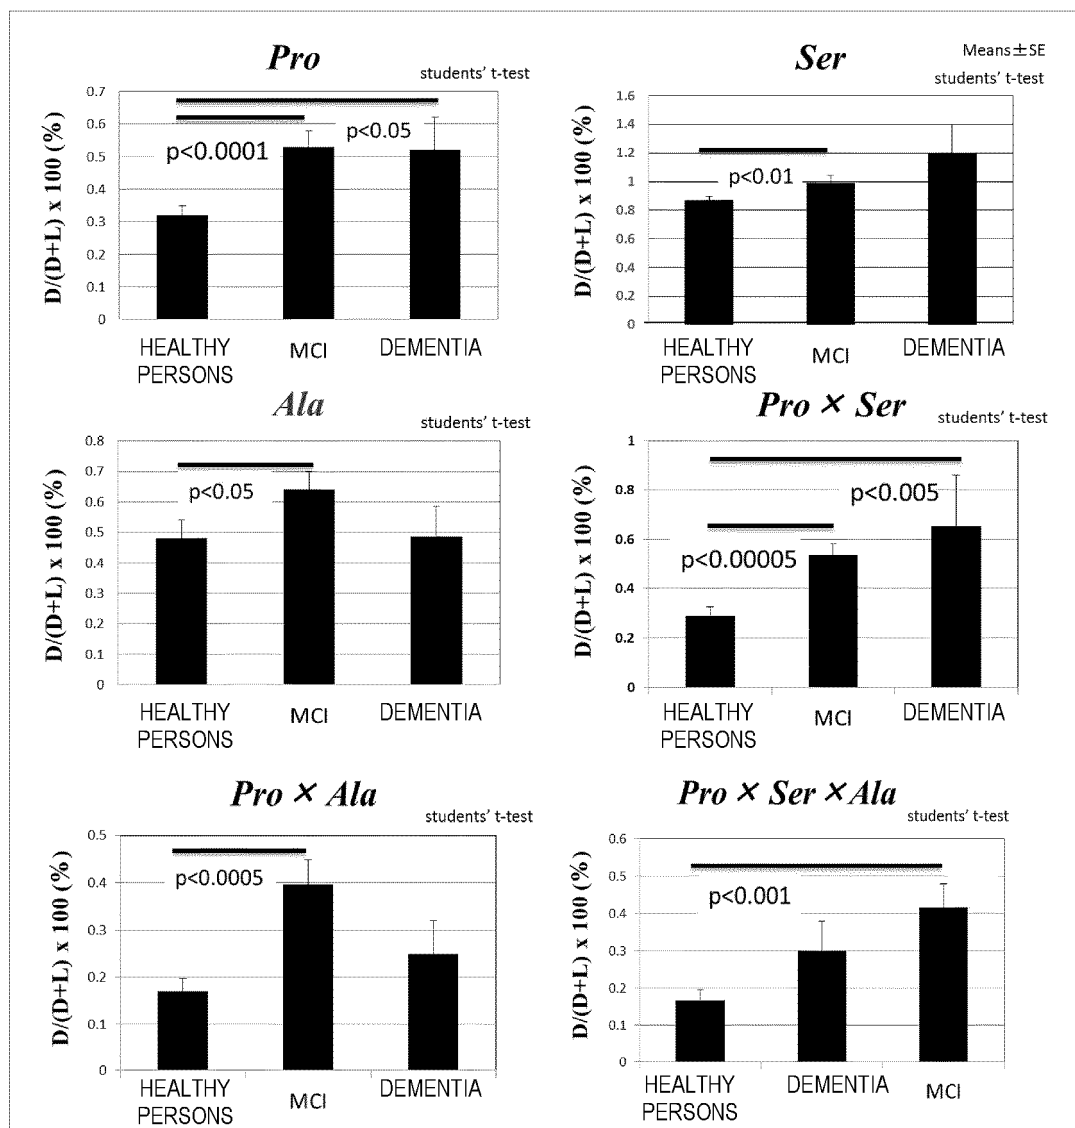 Pro
students' t-test
D/(D+L) x 100 (%)
0.7
0.6
0.5
0.4
0.3
0.2
0.1
0
p<0.0001
p<0.05
HEALTHY
PERSONS
MCI
DEMENTIA
Ser
Means±SE
students' t-test
D/(D+L) x 100 (%)
1.6
1.4
1.2
1
0.8
0.6
0.4
0.2
0
p<0.01
HEALTHY
PERSONS
MCI
DEMENTIA
Ala
students' t-test
D/(D+L) x 100 (%)
0.8
0.7
0.6
0.5
0.4
0.3
0.2
0.1
0
p<0.05
HEALTHY
PERSONS
MCI
DEMENTIA
Pro × Ser
students' t-test
D/(D+L) x 100 (%)
1
0.8
0.6
0.4
0.2
0
p<0.005
p<0.00005
HEALTHY
PERSONS
MCI
DEMENTIA
Pro × Ala
students' t-test
D/(D+L) x 100 (%)
0.5
0.4
0.3
0.2
0.1
0
p<0.0005
HEALTHY
PERSONS
MCI
DEMENTIA
Pro × Ser ×Ala
students' t-test
D/(D+L) x 100 (%)
0.6
0.5
0.4
0.3
0.2
0.1
0
p<0.001
HEALTHY
PERSONS
DEMENTIA
MCI